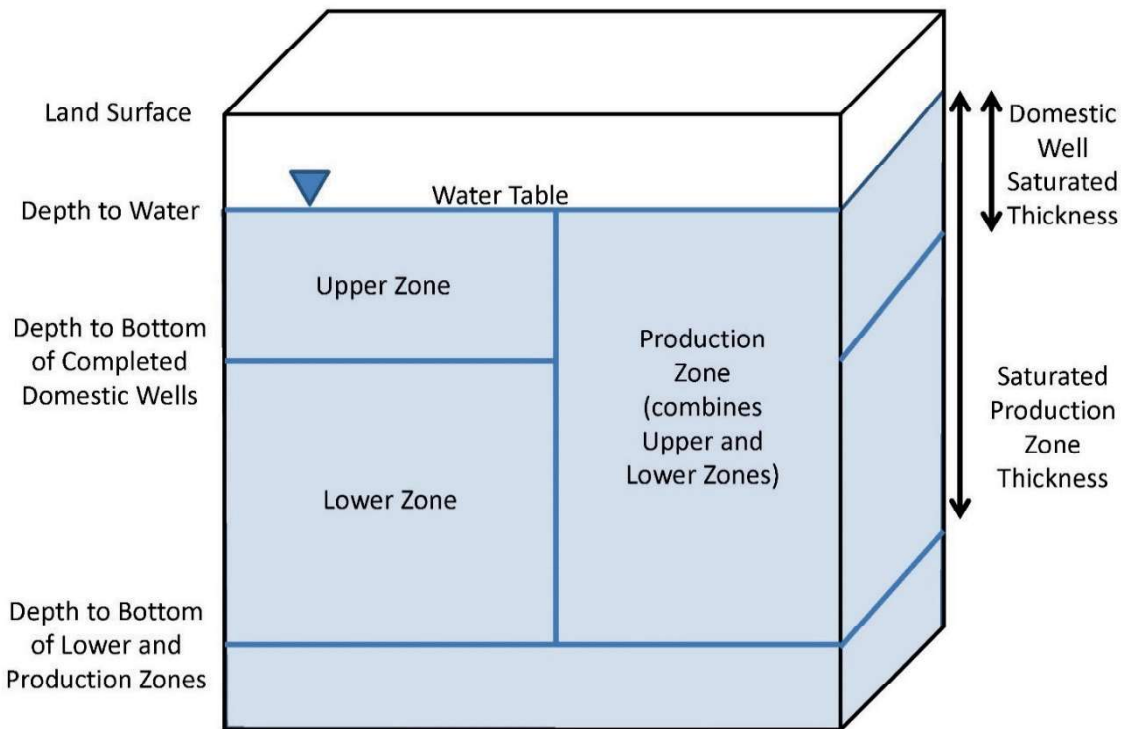 Land Surface
Depth to Water
Depth to Bottom
of Completed
Domestic Wells
Depth to Bottom
of Lower and
Production Zones
Water Table
Upper Zone
Lower Zone
Production
Zone
(combines
Upper and
Lower Zones)
Domestic
Well
Saturated
Thickness
Saturated
Production
Zone
Thickness